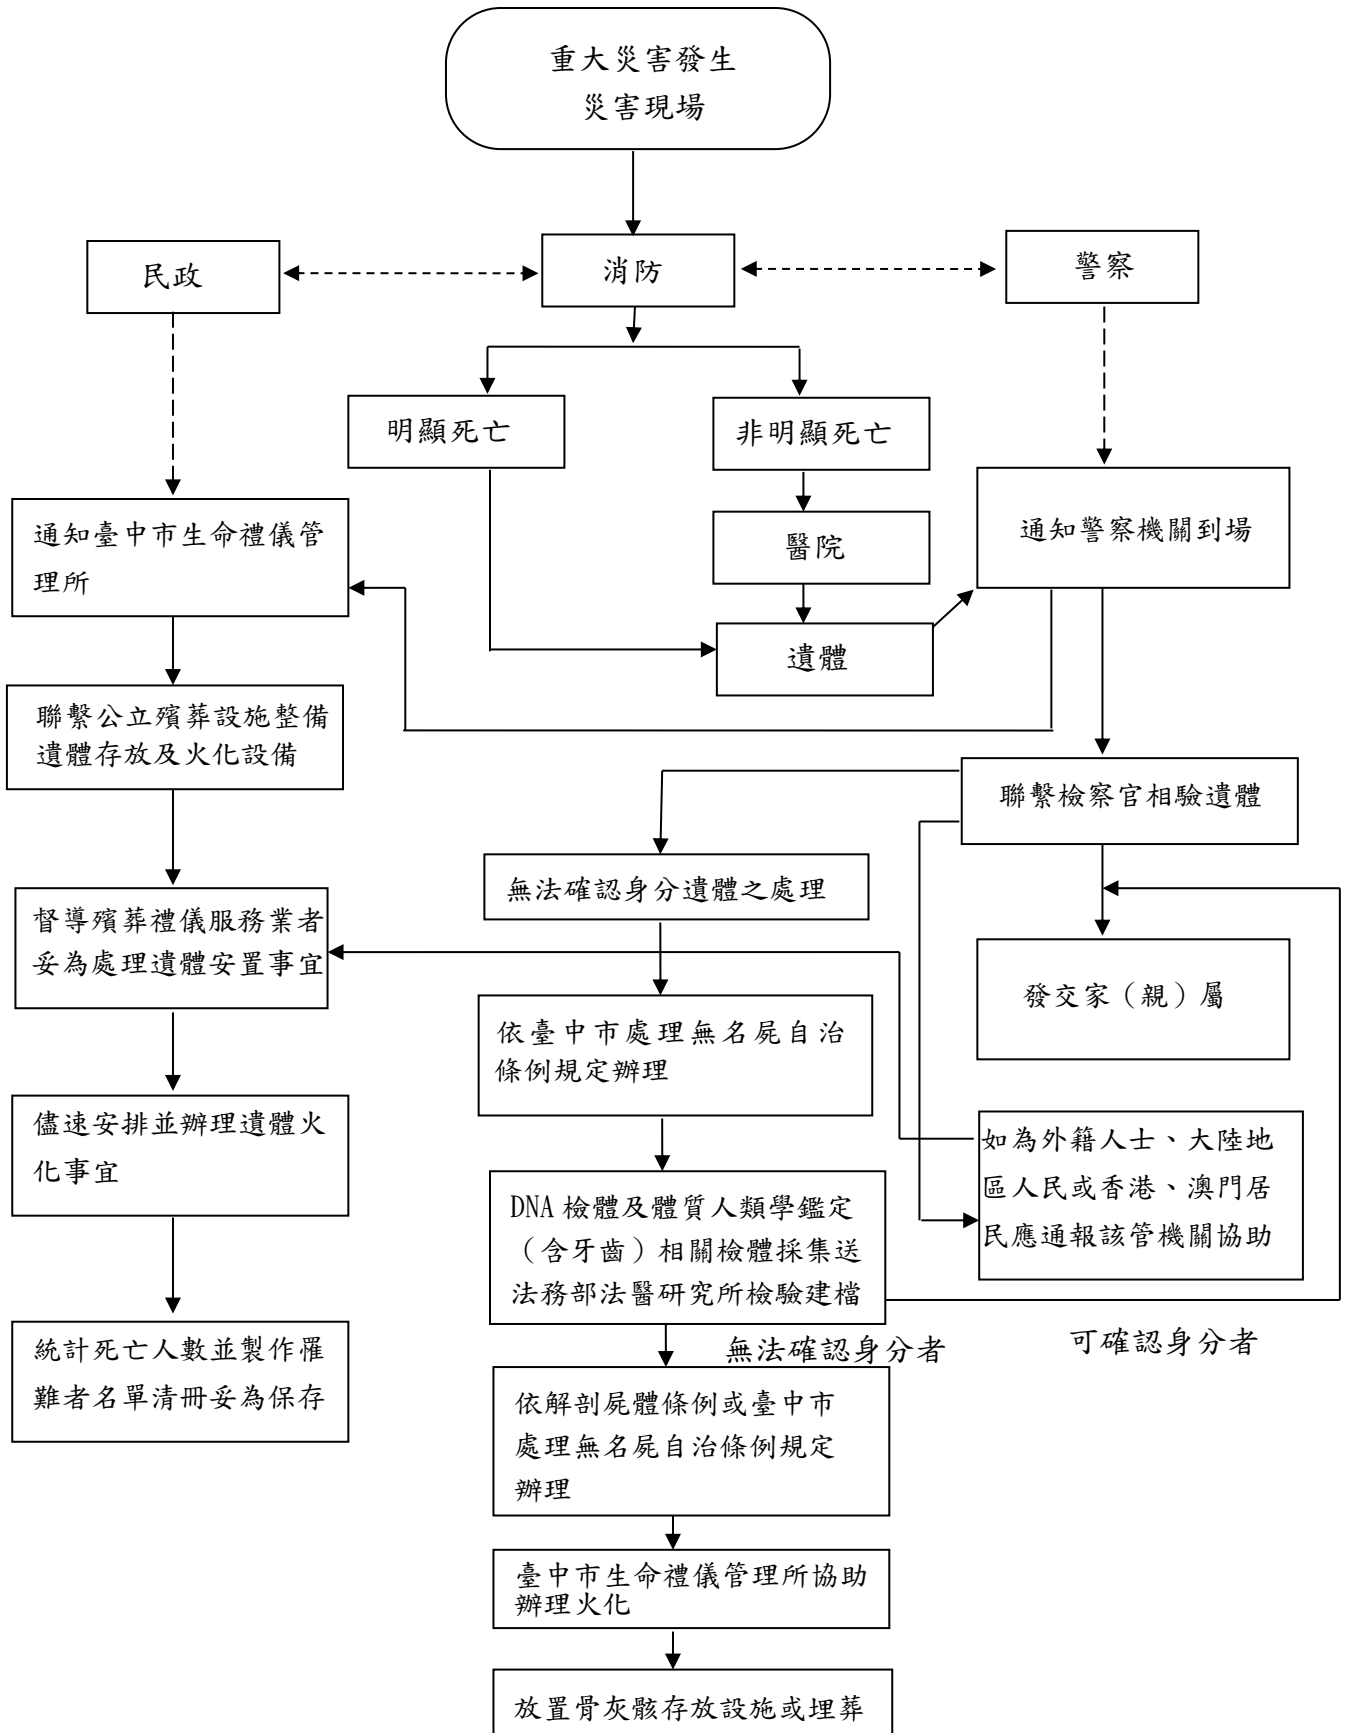 重大災害發生
災害現場
民政
消防
警察
明顯死亡
非明顯死亡
通知臺中市生命禮儀管
理所
醫院
通知警察機關到場
遺體
聯繫公立殯葬設施整備
遺體存放及火化設備
聯繫檢察官相驗遺體
無法確認身分遺體之處理
督導殯葬禮儀服務業者
妥為處理遺體安置事宜
發交家（親）屬
依臺中市處理無名屍自治
條例規定辦理
儘速安排並辦理遺體火
化事宜
如為外籍人士、大陸地
區人民或香港、澳門居
民應通報該管機關協助
DNA 檢體及體質人類學鑑定
（含牙齒）相關檢體採集送
法務部法醫研究所檢驗建檔
無法確認身分者
可確認身分者
統計死亡人數並製作罹
難者名單清冊妥為保存
依解剖屍體條例或臺中市
處理無名屍自治條例規定
辦理
臺中市生命禮儀管理所協助
辦理火化
放置骨灰骸存放設施或埋葬